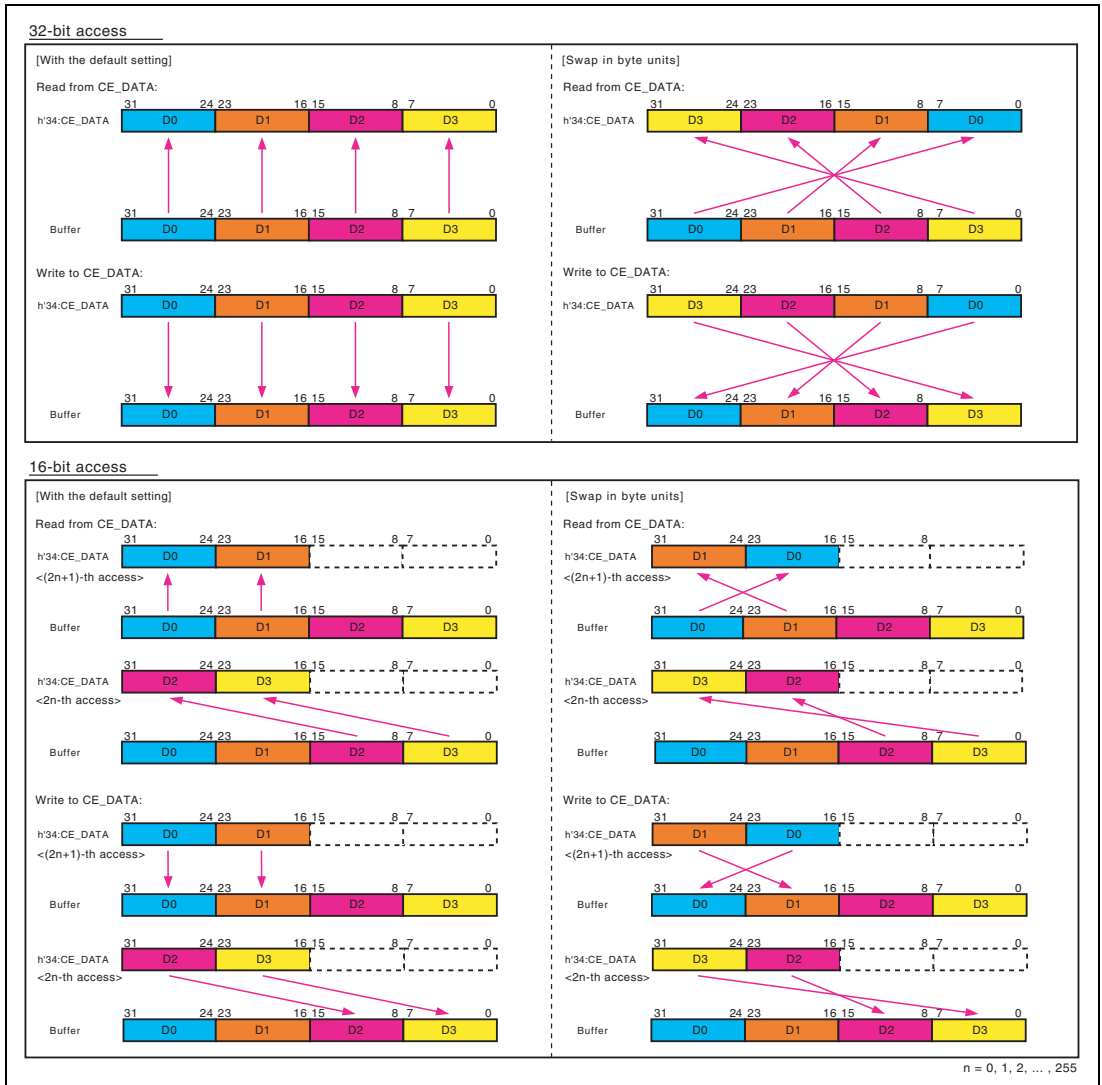 32-bit access
[With the default setting]
Read from CE_DATA:
31 24 23 16 15 8 7 0
h'34:CE_DATA D0 D1 D2 D3
31 24 23 16 15 8 7 0
Buffer D0 D1 D2 D3
Write to CE_DATA:
31 24 23 16 15 8 7 0
h'34:CE_DATA D0 D1 D2 D3
31 24 23 16 15 8 7 0
Buffer D0 D1 D2 D3
[Swap in byte units]
Read from CE_DATA:
31 24 23 16 15 8 7 0
h'34:CE_DATA D3 D2 D1 D0
31 24 23 16 15 8 7 0
Buffer D0 D1 D2 D3
Write to CE_DATA:
31 24 23 16 15 8 7 0
h'34:CE_DATA D3 D2 D1 D0
31 24 23 16 15 8 0
Buffer D0 D1 D2 D3
16-bit access
[With the default setting]
Read from CE_DATA:
31 24 23 16 15 8 7 0
h'34:CE_DATA D0 D1
<(2n+1)-th access>
31 24 23 16 15 8 7 0
Buffer D0 D1 D2 D3
31 24 23 16 15 8 7 0
h'34:CE_DATA D2 D3
<2n-th access>
31 24 23 16 15 8 7 0
Buffer D0 D1 D2 D3
Write to CE_DATA:
31 24 23 16 15 8 7 0
h'34:CE_DATA D0 D1
<(2n+1)-th access>
31 24 23 16 15 8 7 0
Buffer D0 D1 D2 D3
31 24 23 16 15 8 7 0
h'34:CE_DATA D2 D3
<2n-th access>
31 24 23 16 15 8 7 0
Buffer D0 D1 D2 D3
[Swap in byte units]
Read from CE_DATA:
31 24 23 16 15 8
h'34:CE_DATA D1 D0
<(2n+1)-th access>
31 24 23 16 15 8 7 0
Buffer D0 D1 D2 D3
31 24 23 16 15 8 7 0
h'34:CE_DATA D3 D2
<2n-th access>
31 24 23 16 15 8 7 0
Buffer D0 D1 D2 D3
Write to CE_DATA:
31 24 23 16 15 8 7 0
h'34:CE_DATA D1 D0
<(2n+1)-th access>
31 24 23 16 15 8 7 0
Buffer D0 D1 D2 D3
31 24 23 16 15 8 7 0
h'34:CE_DATA D3 D2
<2n-th access>
31 24 23 16 15 8 7 0
Buffer D0 D1 D2 D3
n = 0, 1, 2, ... , 255